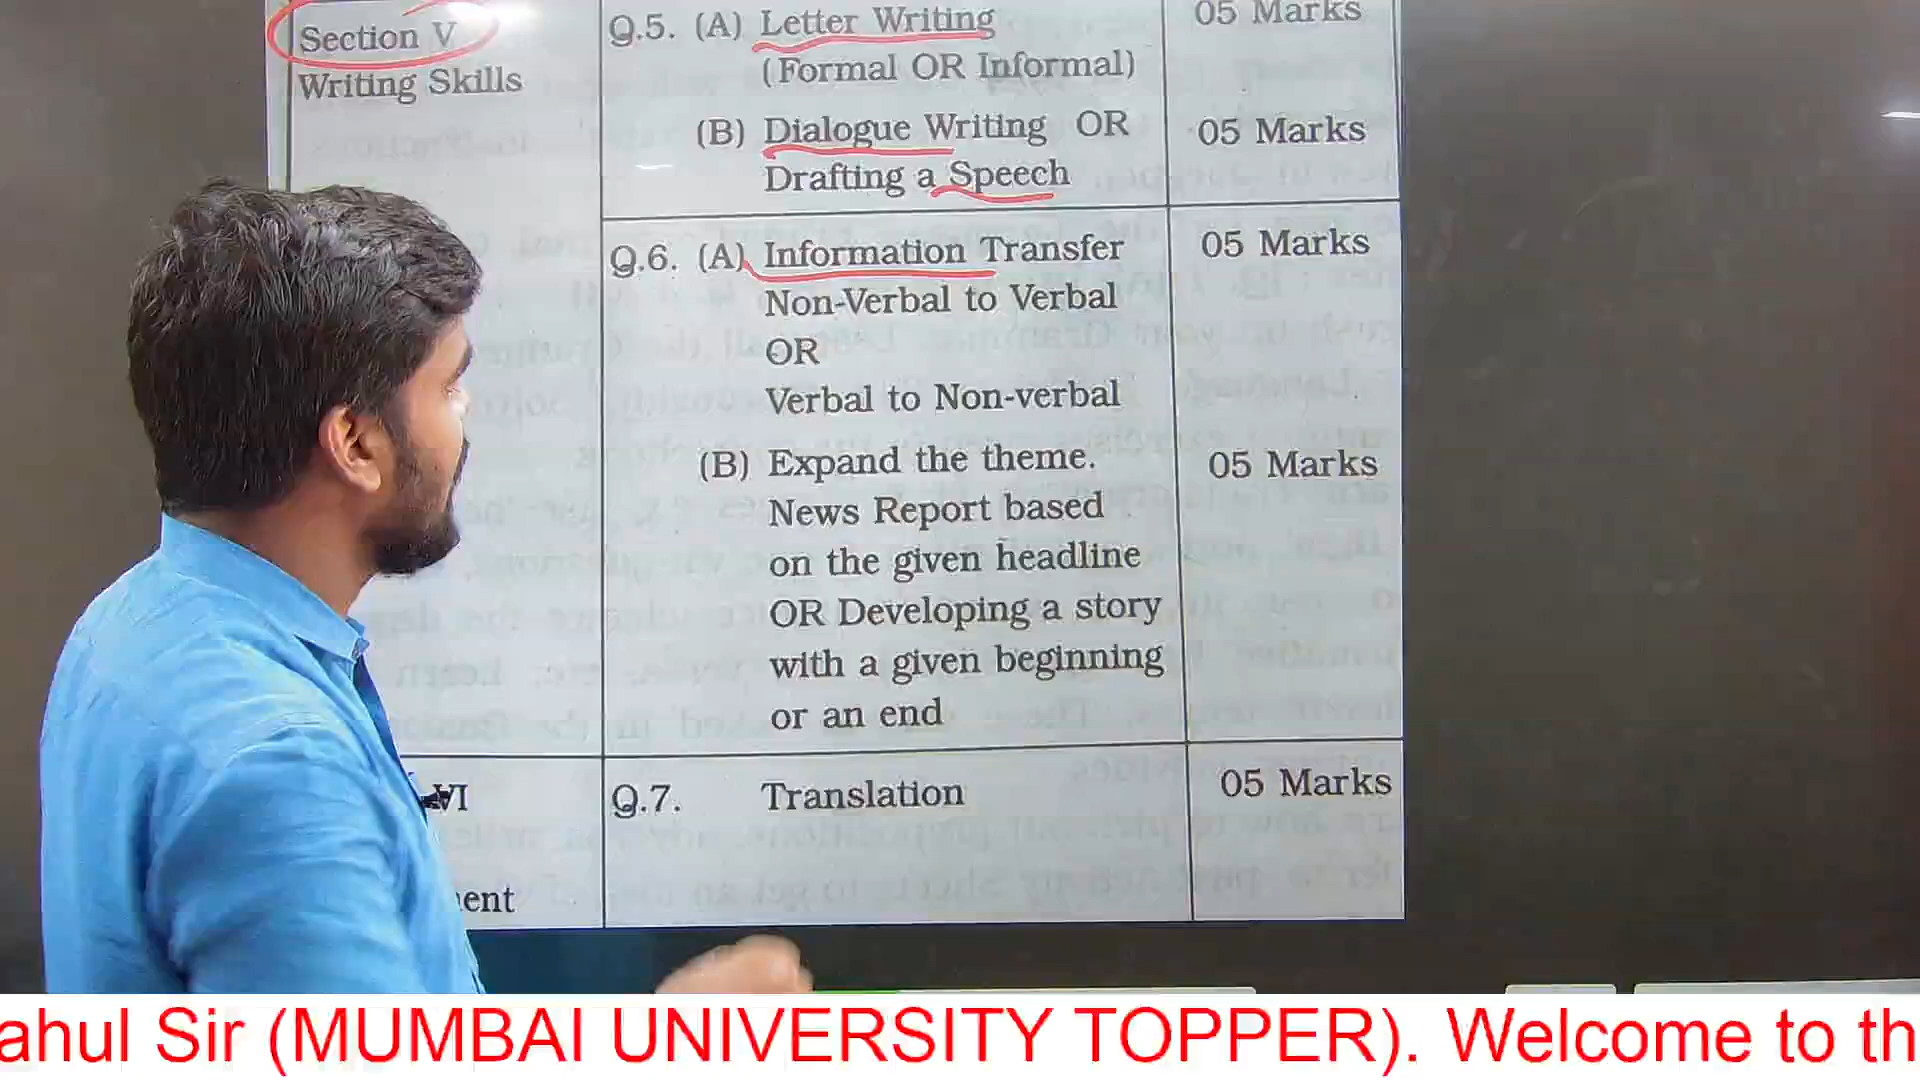 Section V
Writing Skills
Q.5. (A) Letter Writing
(Formal OR Informal)
05 Marks
(B) Dialogue Writing OR
Drafting a Speech
05 Marks
Q.6. (A) Information Transfer
Non-Verbal to Verbal
OR
Verbal to Non-verbal
05 Marks
(B) Expand the theme.
News Report based
on the given headline
OR Developing a story
with a given beginning
or an end
05 Marks
VI
ent
Q.7. Translation
05 Marks
ahul Sir (MUMBAI UNIVERSITY TOPPER). Welcome to th